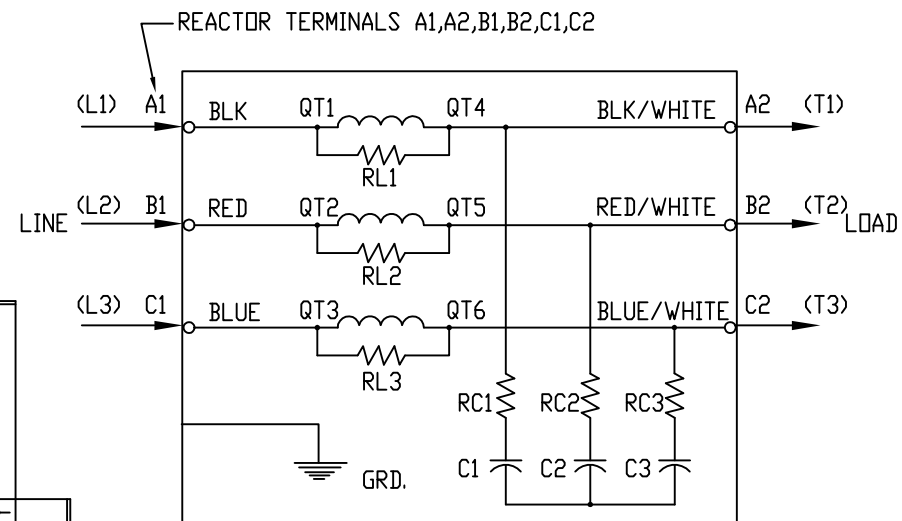 REACTOR TERMINALS A1,A2,B1,B2,C1,C2
(L1) A1 BLK QT1 QT4 BLK/WHITE A2 (T1)
RL1
LINE (L2) B1 RED QT2 QT5 RED/WHITE B2 (T2) LOAD
RL2
(L3) C1 BLUE QT3 QT6 BLUE/WHITE C2 (T3)
RL3
RC1 RC2 RC3
GRD. C1 C2 C3